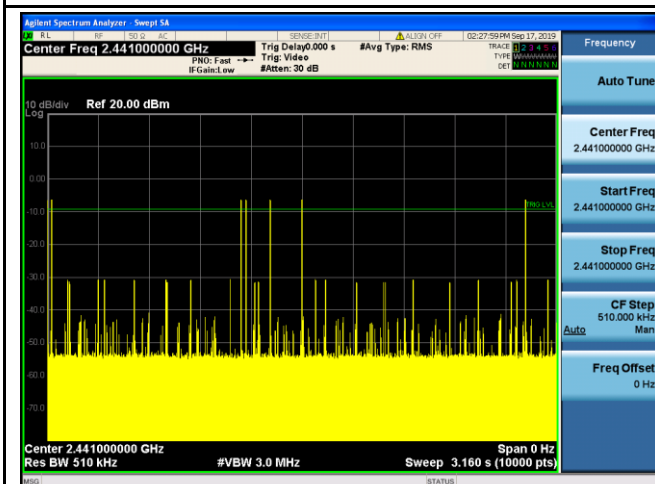 Agilent Spectrum Analyzer - Swept SA
RL RF 50 Ω AC SENSE:INT ALIGN OFF 02:27:59 PM Sep 17, 2019
Center Freq 2.441000000 GHz
PNO: Fast
IFGain:Low
Trig Delay0.000 s
Trig: Video
#Atten: 30 dB
#Avg Type: RMS
TRACE 1 2 3 4 5 6
TYPE
DET N N N N N N
10 dB/div Ref 20.00 dBm
Log
10.0
0.00
TRIG LVL
-10.0
-20.0
-30.0
-40.0
-50.0
-60.0
-70.0
Center 2.441000000 GHz Span 0 Hz
Res BW 510 kHz #VBW 3.0 MHz Sweep 3.160 s (10000 pts)
MSG STATUS
Frequency
Auto Tune
Center Freq
2.441000000 GHz
Start Freq
2.441000000 GHz
Stop Freq
2.441000000 GHz
CF Step
510.000 kHz
Auto Man
Freq Offset
0 Hz